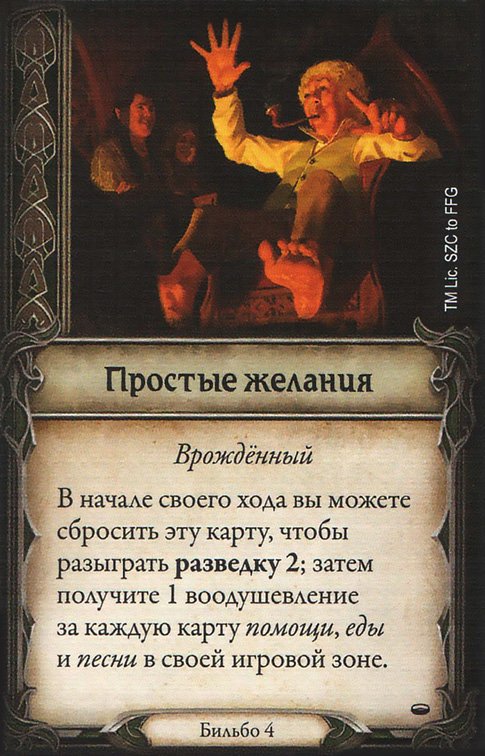 TM Lic. SZC to FFG
Простые желания
Врождённый
В начале своего хода вы можете
сбросить эту карту, чтобы
разыграть разведку 2; затем
получите 1 воодушевление
за каждую карту помощи, еды
и песни в своей игровой зоне.
Бильбо 4